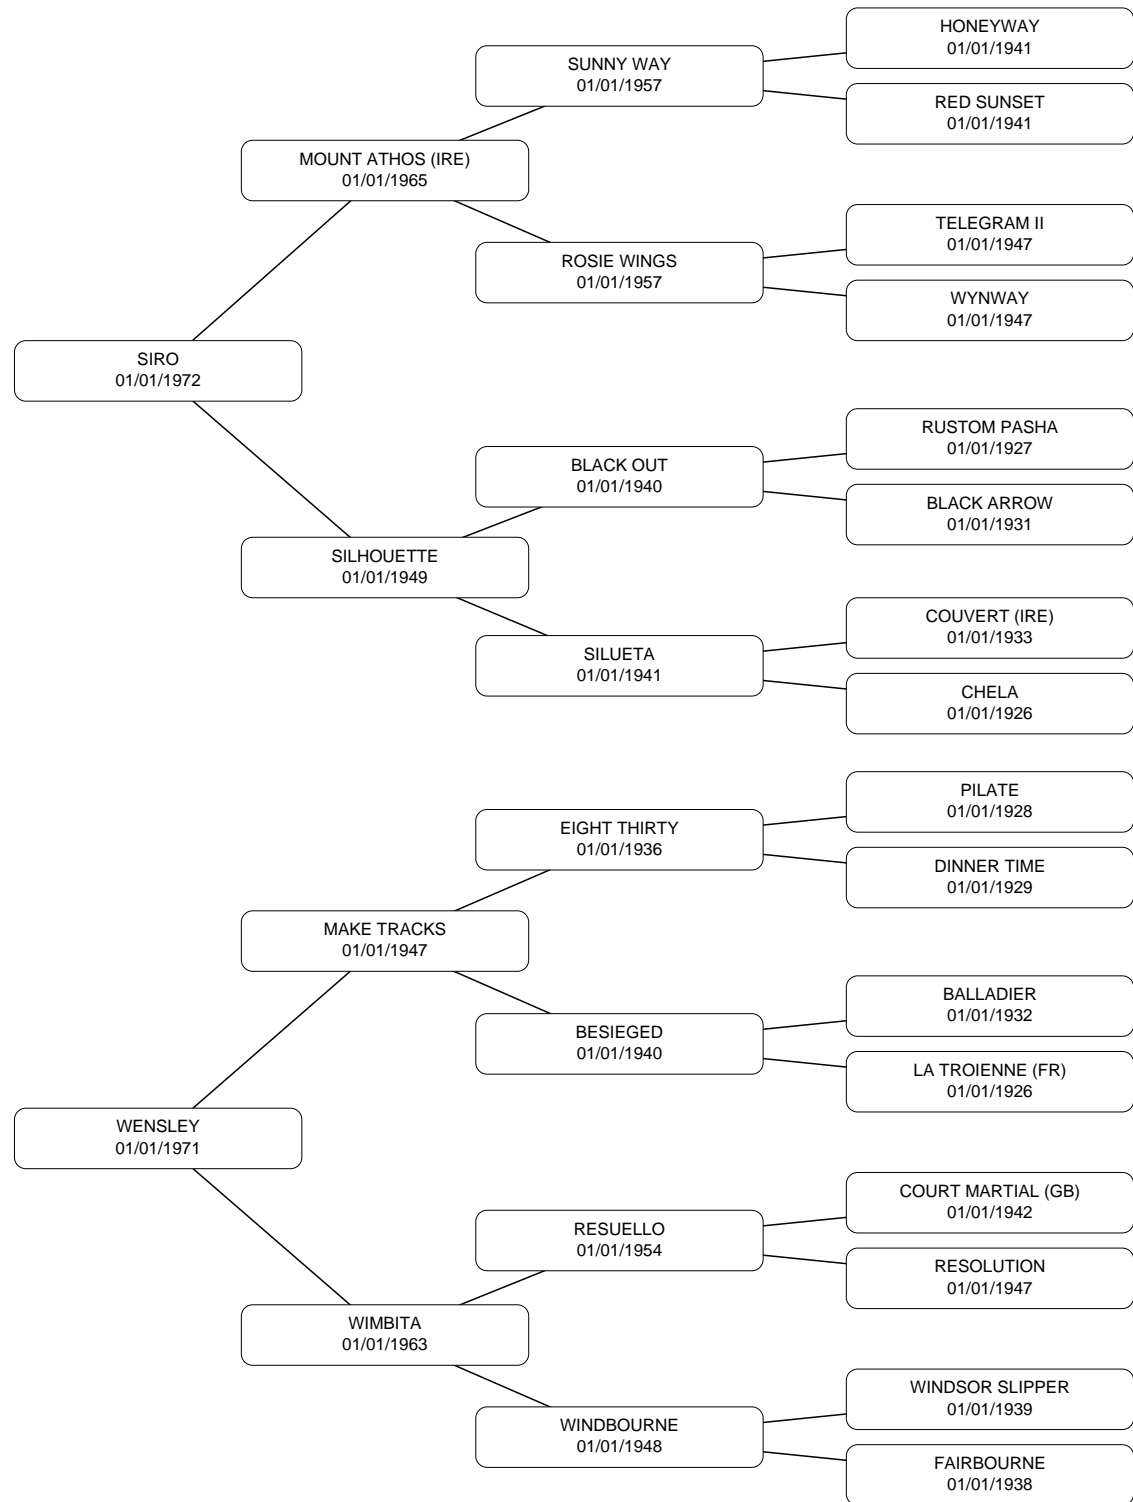 HONEYWAY
01/01/1941
SUNNY WAY
01/01/1957
RED SUNSET
01/01/1941
MOUNT ATHOS (IRE)
01/01/1965
TELEGRAM II
01/01/1947
ROSIE WINGS
01/01/1957
WYNWAY
01/01/1947
SIRO
01/01/1972
RUSTOM PASHA
01/01/1927
BLACK OUT
01/01/1940
BLACK ARROW
01/01/1931
SILHOUETTE
01/01/1949
COUVERT (IRE)
01/01/1933
SILUETA
01/01/1941
CHELA
01/01/1926
PILATE
01/01/1928
EIGHT THIRTY
01/01/1936
DINNER TIME
01/01/1929
MAKE TRACKS
01/01/1947
BALLADIER
01/01/1932
BESIEGED
01/01/1940
LA TROIENNE (FR)
01/01/1926
WENSLEY
01/01/1971
COURT MARTIAL (GB)
01/01/1942
RESUELLO
01/01/1954
RESOLUTION
01/01/1947
WIMBITA
01/01/1963
WINDSOR SLIPPER
01/01/1939
WINDBOURNE
01/01/1948
FAIRBOURNE
01/01/1938